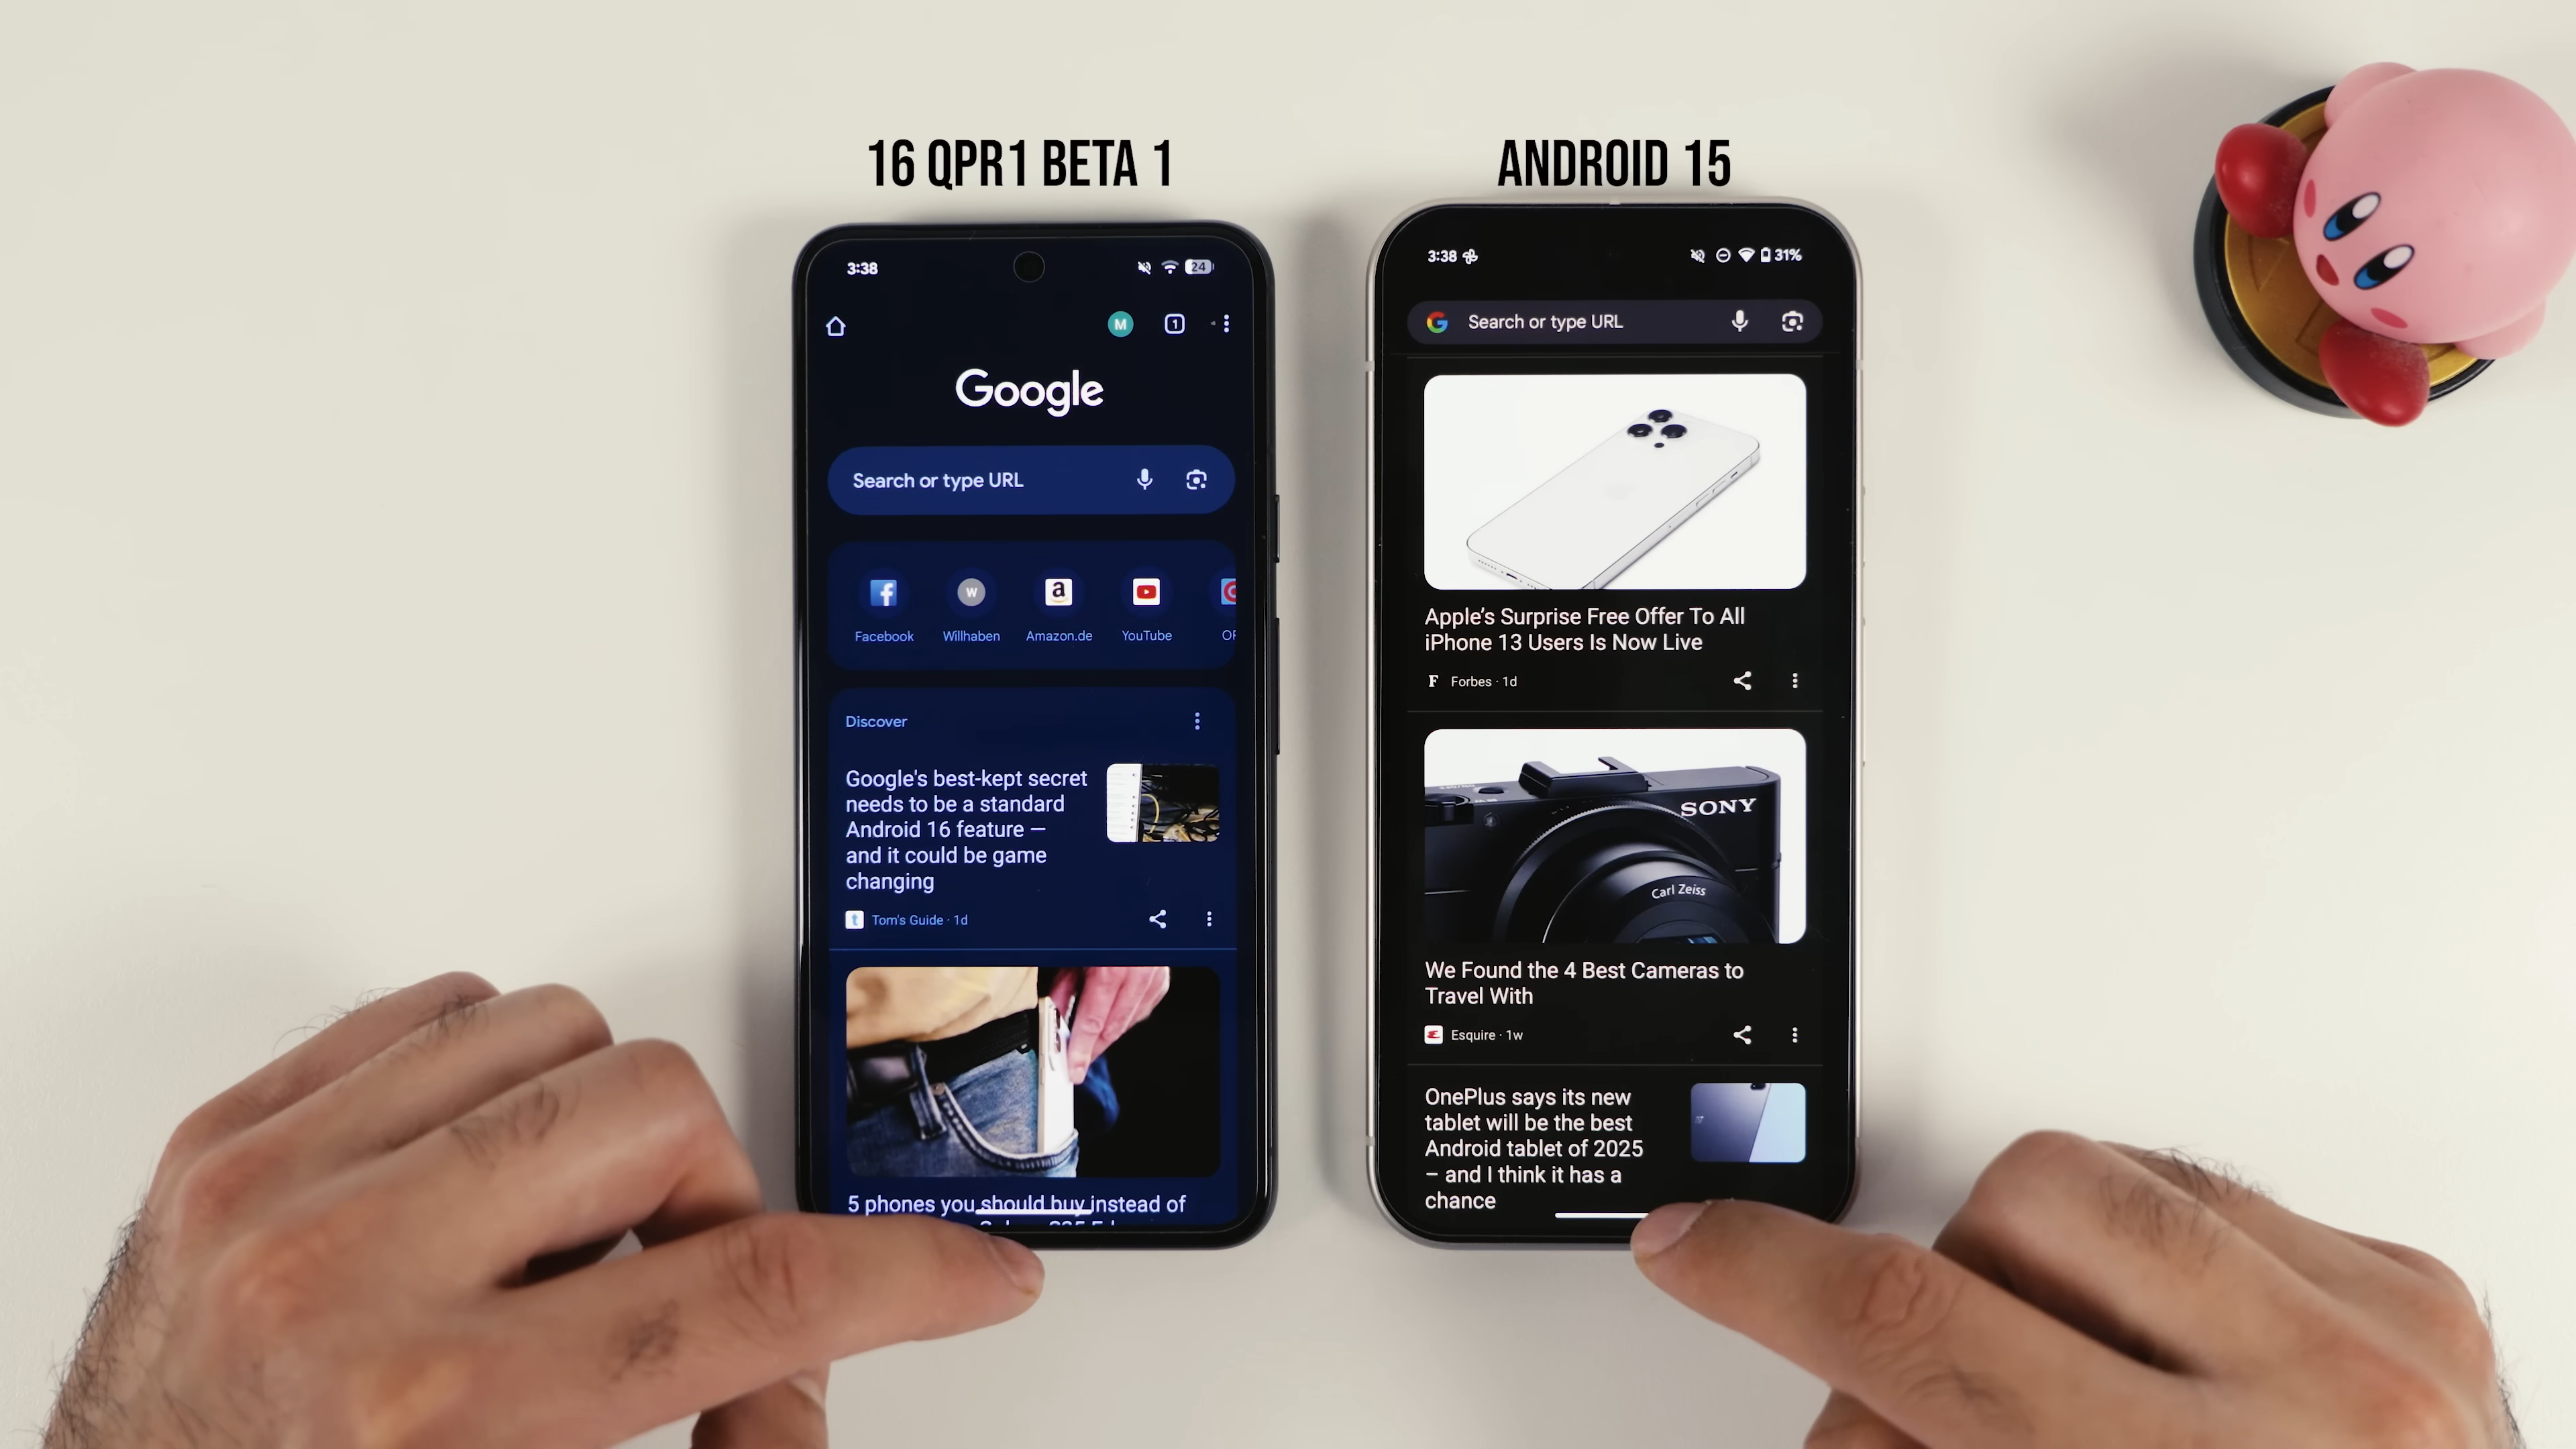 16 QPR1 BETA 1
ANDROID 15
3:38
24
M
1
Google
Search or type URL
f
W
a
Facebook
Willhaben
Amazon.de
YouTube
Discover
Google's best-kept secret
needs to be a standard
Android 16 feature —
and it could be game
changing
t
Tom's Guide · 1d
5 phones you should buy instead of
3:38
31%
G
Search or type URL
Apple's Surprise Free Offer To All
iPhone 13 Users Is Now Live
F
Forbes · 1d
SONY
Carl Zeiss
We Found the 4 Best Cameras to
Travel With
Esquire · 1w
OnePlus says its new
tablet will be the best
Android tablet of 2025
– and I think it has a
chance